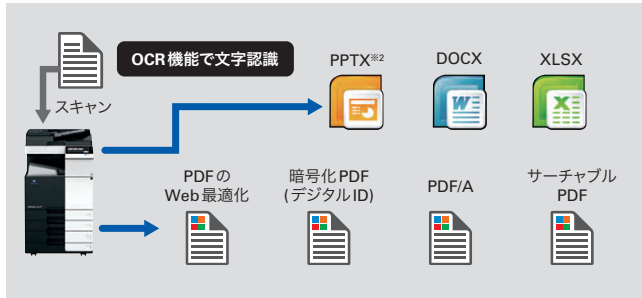 OCR機能で文字認識
スキャン
PPTX※2
DOCX
XLSX
PDFの
Web最適化
暗号化PDF
(デジタルID)
PDF/A
サーチャブル
PDF